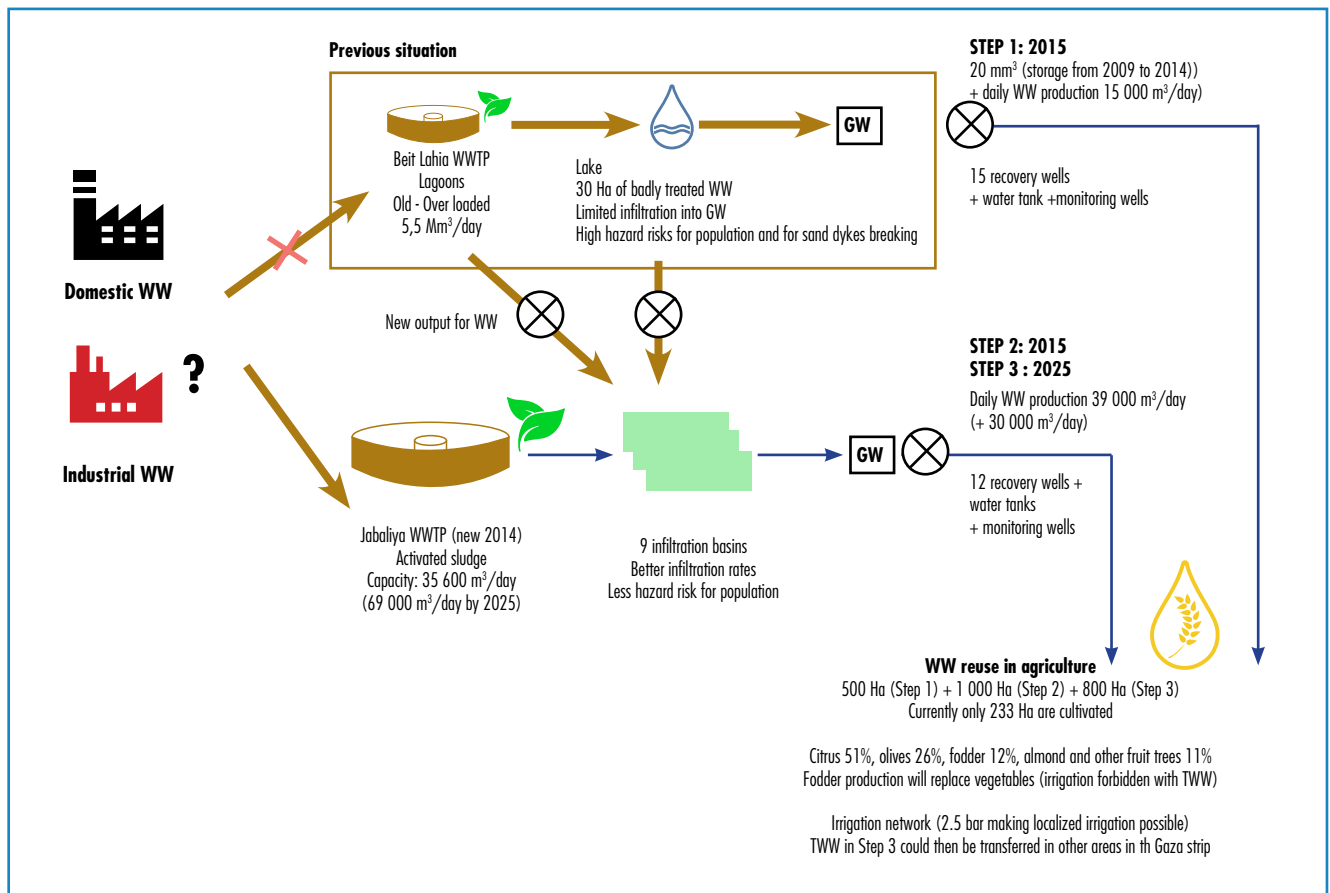 Previous situation
STEP 1: 2015
20 mm³ (storage from 2009 to 2014))
+ daily WW production 15 000 m³/day)
GW
Beit Lahia WWTP
Lagoons
Old - Over loaded
5,5 Mm³/day
Lake
30 Ha of badly treated WW
Limited infiltration into GW
High hazard risks for population and for sand dykes breaking
15 recovery wells
+ water tank +monitoring wells
Domestic WW
New output for WW
?
Industrial WW
STEP 2: 2015
STEP 3 : 2025
Daily WW production 39 000 m³/day
(+ 30 000 m³/day)
GW
12 recovery wells +
water tanks
+ monitoring wells
Jabaliya WWTP (new 2014)
Activated sludge
Capacity: 35 600 m³/day
(69 000 m³/day by 2025)
9 infiltration basins
Better infiltration rates
Less hazard risk for population
WW reuse in agriculture
500 Ha (Step 1) + 1 000 Ha (Step 2) + 800 Ha (Step 3)
Currently only 233 Ha are cultivated
Citrus 51%, olives 26%, fodder 12%, almond and other fruit trees 11%
Fodder production will replace vegetables (irrigation forbidden with TWW)
Irrigation network (2.5 bar making localized irrigation possible)
TWW in Step 3 could then be transferred in other areas in th Gaza strip